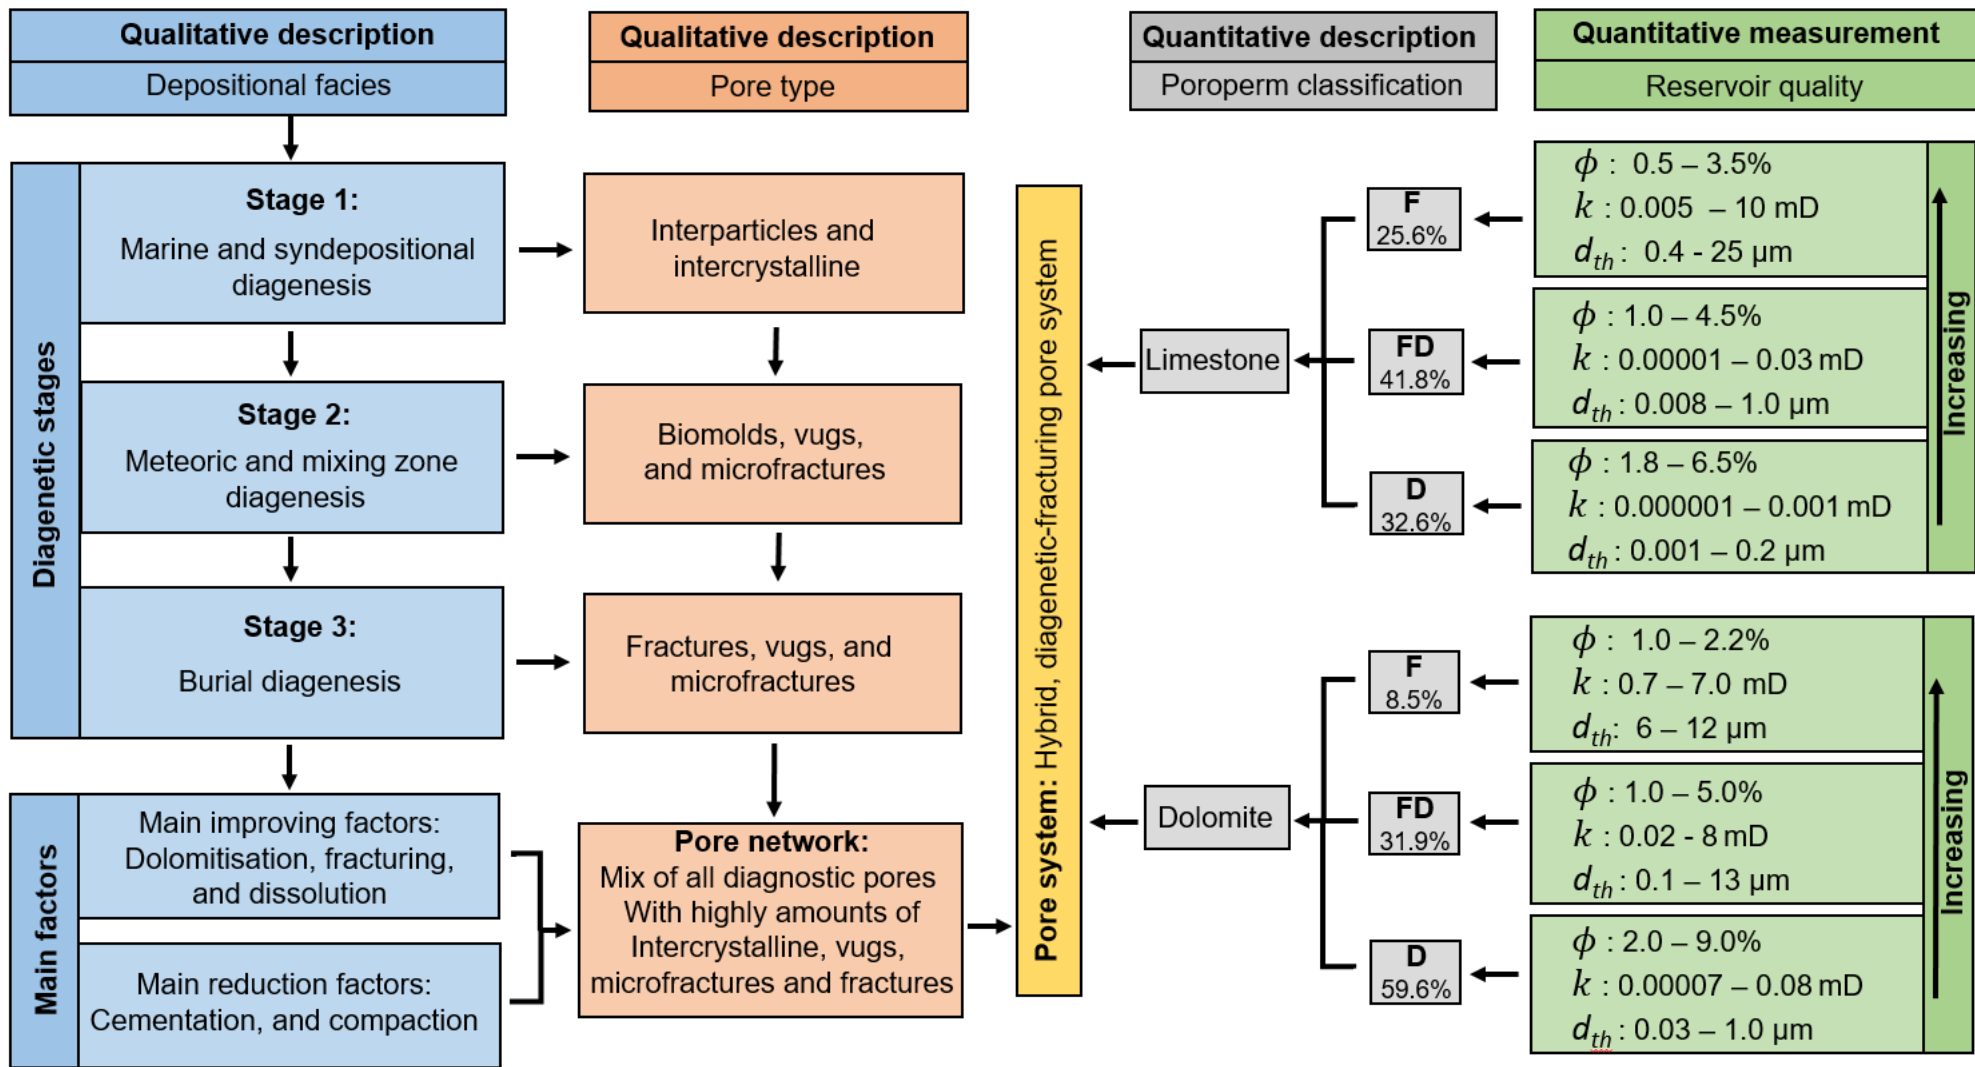 Qualitative description
Depositional facies
Diagenetic stages
Stage 1:
Marine and syndepositional
diagenesis
Stage 2:
Meteoric and mixing zone
diagenesis
Stage 3:
Burial diagenesis
Main factors
Main improving factors:
Dolomitisation, fracturing,
and dissolution
Main reduction factors:
Cementation, and compaction
Qualitative description
Pore type
Interparticles and
intercrystalline
Biomolds, vugs,
and microfractures
Fractures, vugs, and
microfractures
Pore network:
Mix of all diagnostic pores
With highly amounts of
Intercrystalline, vugs,
microfractures and fractures
Pore system: Hybrid, diagenetic-fracturing pore system
Quantitative description
Poroperm classification
Limestone
F
25.6%
FD
41.8%
D
32.6%
Dolomite
F
8.5%
FD
31.9%
D
59.6%
Quantitative measurement
Reservoir quality
ϕ : 0.5 – 3.5%
k : 0.005 – 10 mD
d_th : 0.4 - 25 µm
ϕ : 1.0 – 4.5%
k : 0.00001 – 0.03 mD
d_th : 0.008 – 1.0 µm
ϕ : 1.8 – 6.5%
k : 0.000001 – 0.001 mD
d_th : 0.001 – 0.2 µm
Increasing
ϕ : 1.0 – 2.2%
k : 0.7 – 7.0 mD
d_th: 6 – 12 µm
ϕ : 1.0 – 5.0%
k : 0.02 - 8 mD
d_th : 0.1 – 13 µm
ϕ : 2.0 – 9.0%
k : 0.00007 – 0.08 mD
d_th : 0.03 – 1.0 µm
Increasing